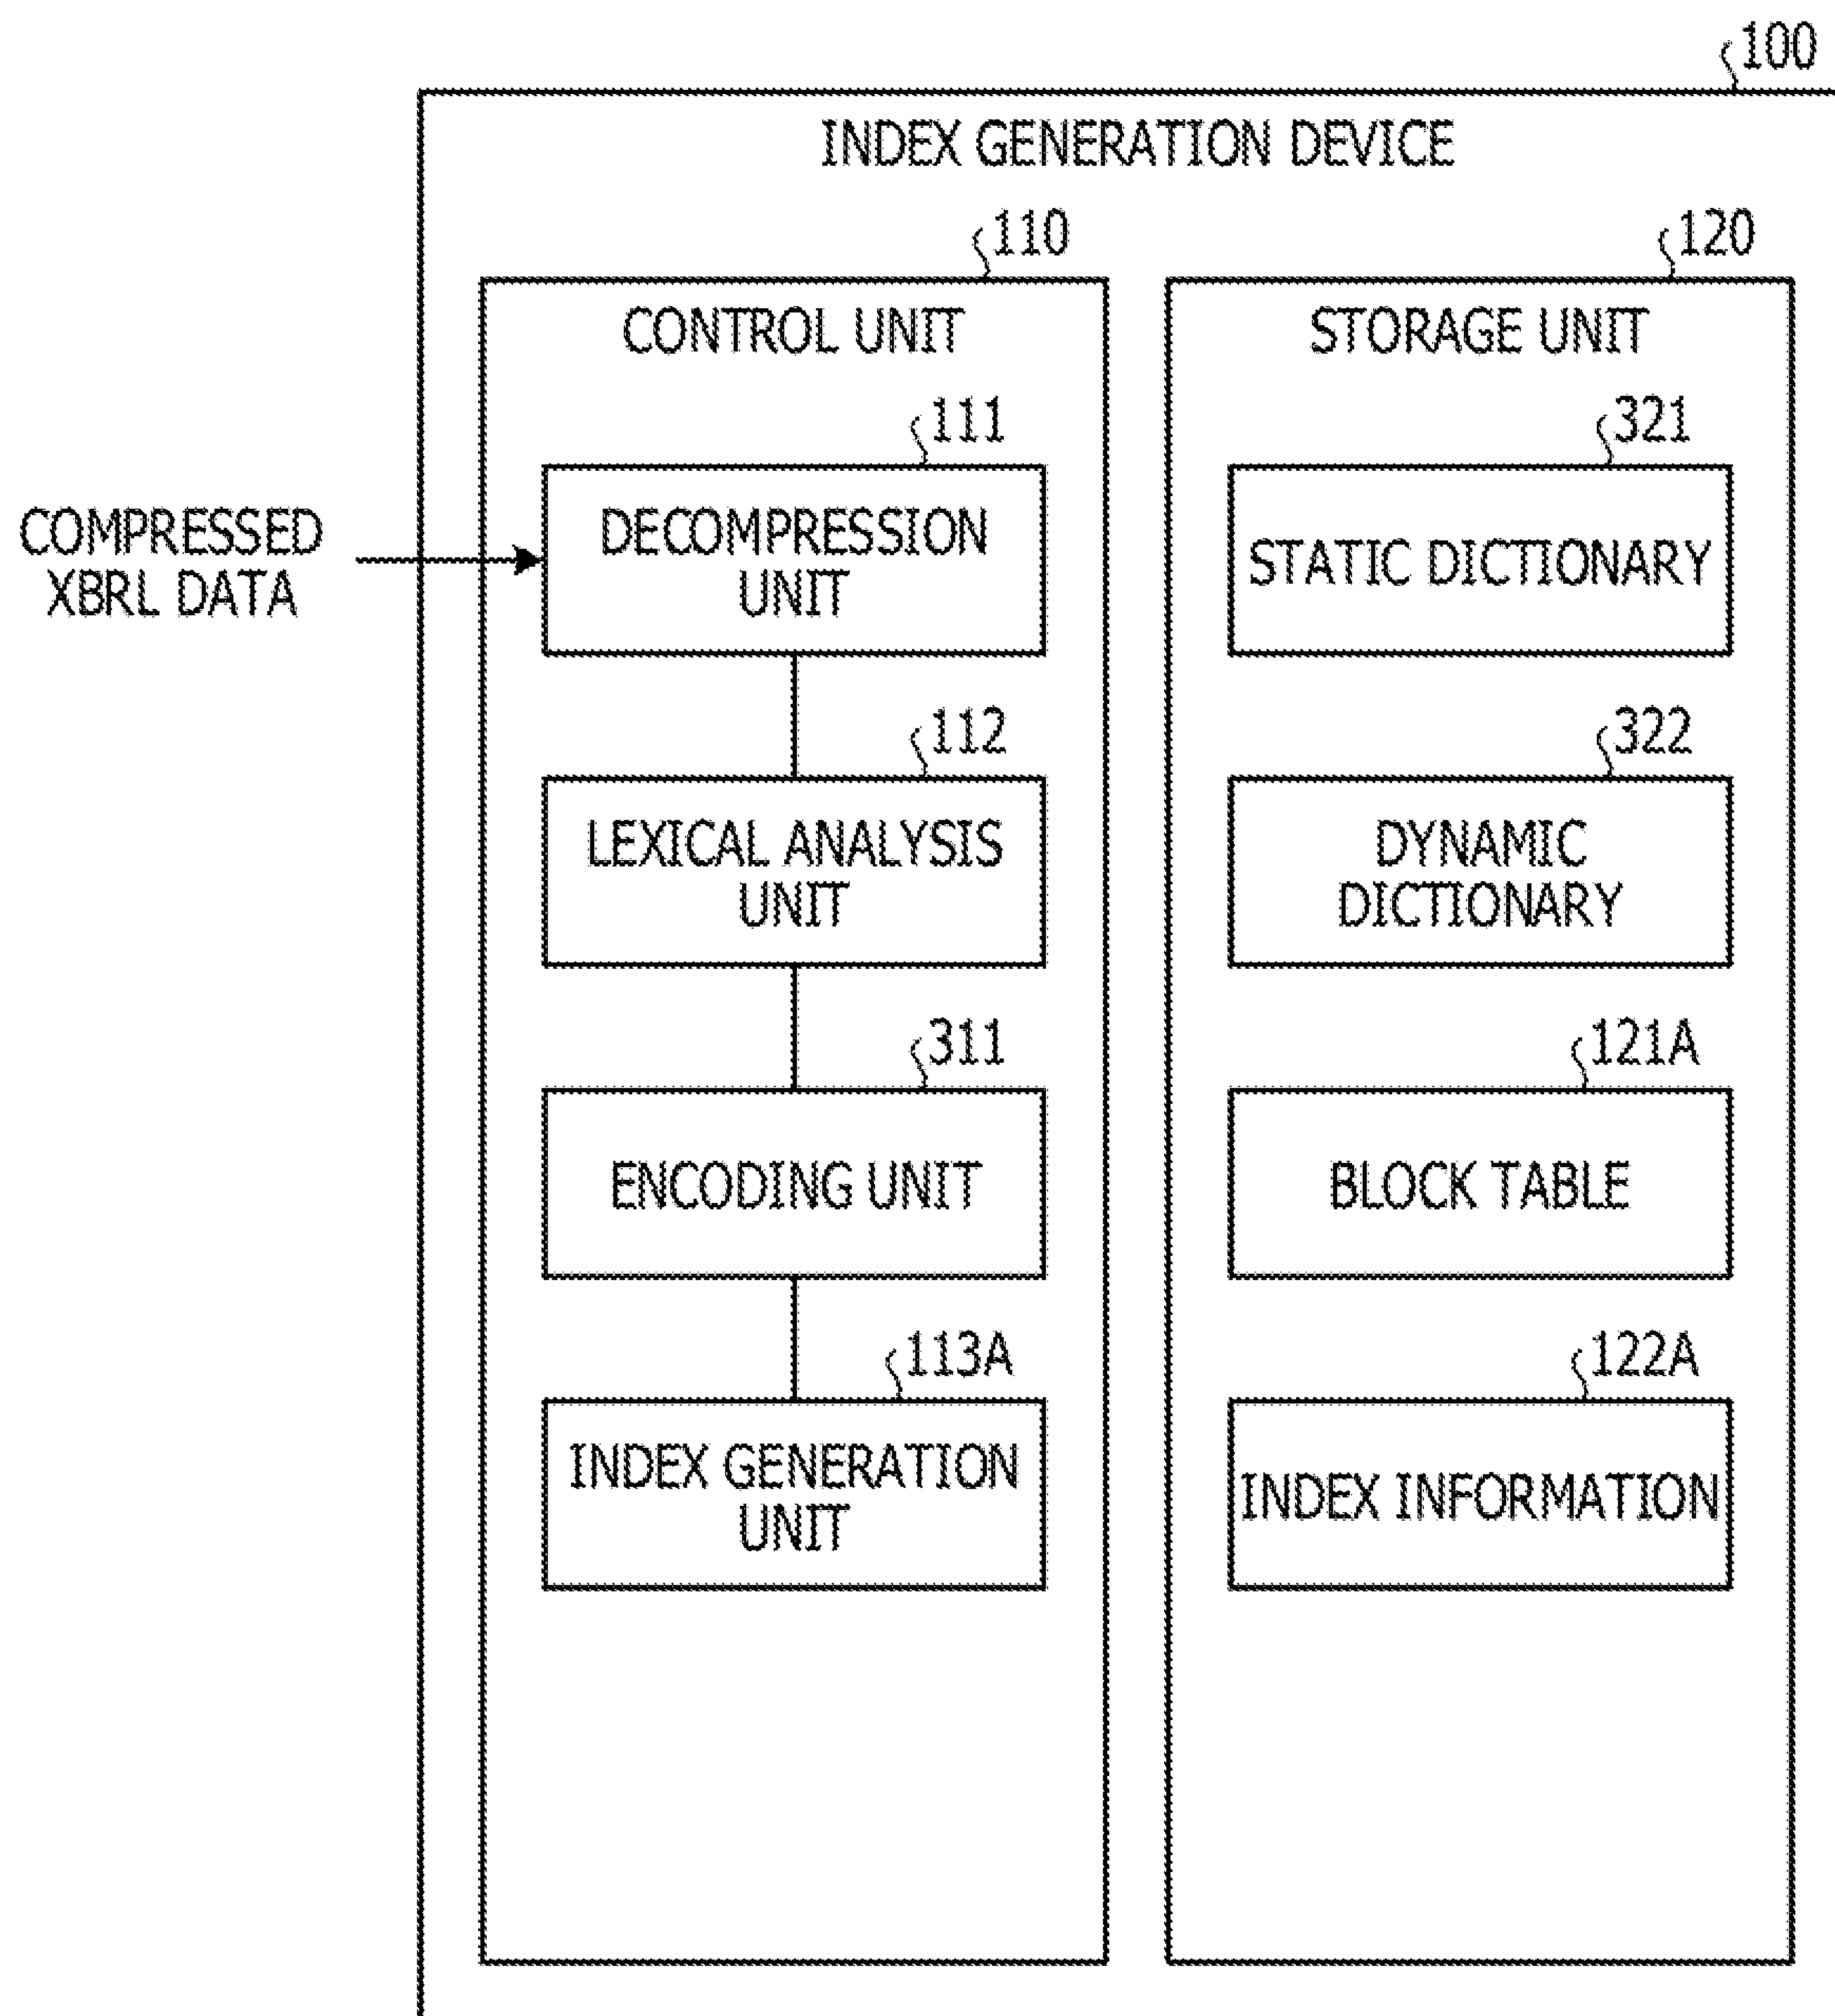 100
INDEX GENERATION DEVICE
110
120
CONTROL UNIT
STORAGE UNIT
111
321
COMPRESSED
XBRL DATA
DECOMPRESSION
UNIT
STATIC DICTIONARY
112
322
LEXICAL ANALYSIS
UNIT
DYNAMIC
DICTIONARY
311
121A
ENCODING UNIT
BLOCK TABLE
113A
122A
INDEX GENERATION
UNIT
INDEX INFORMATION